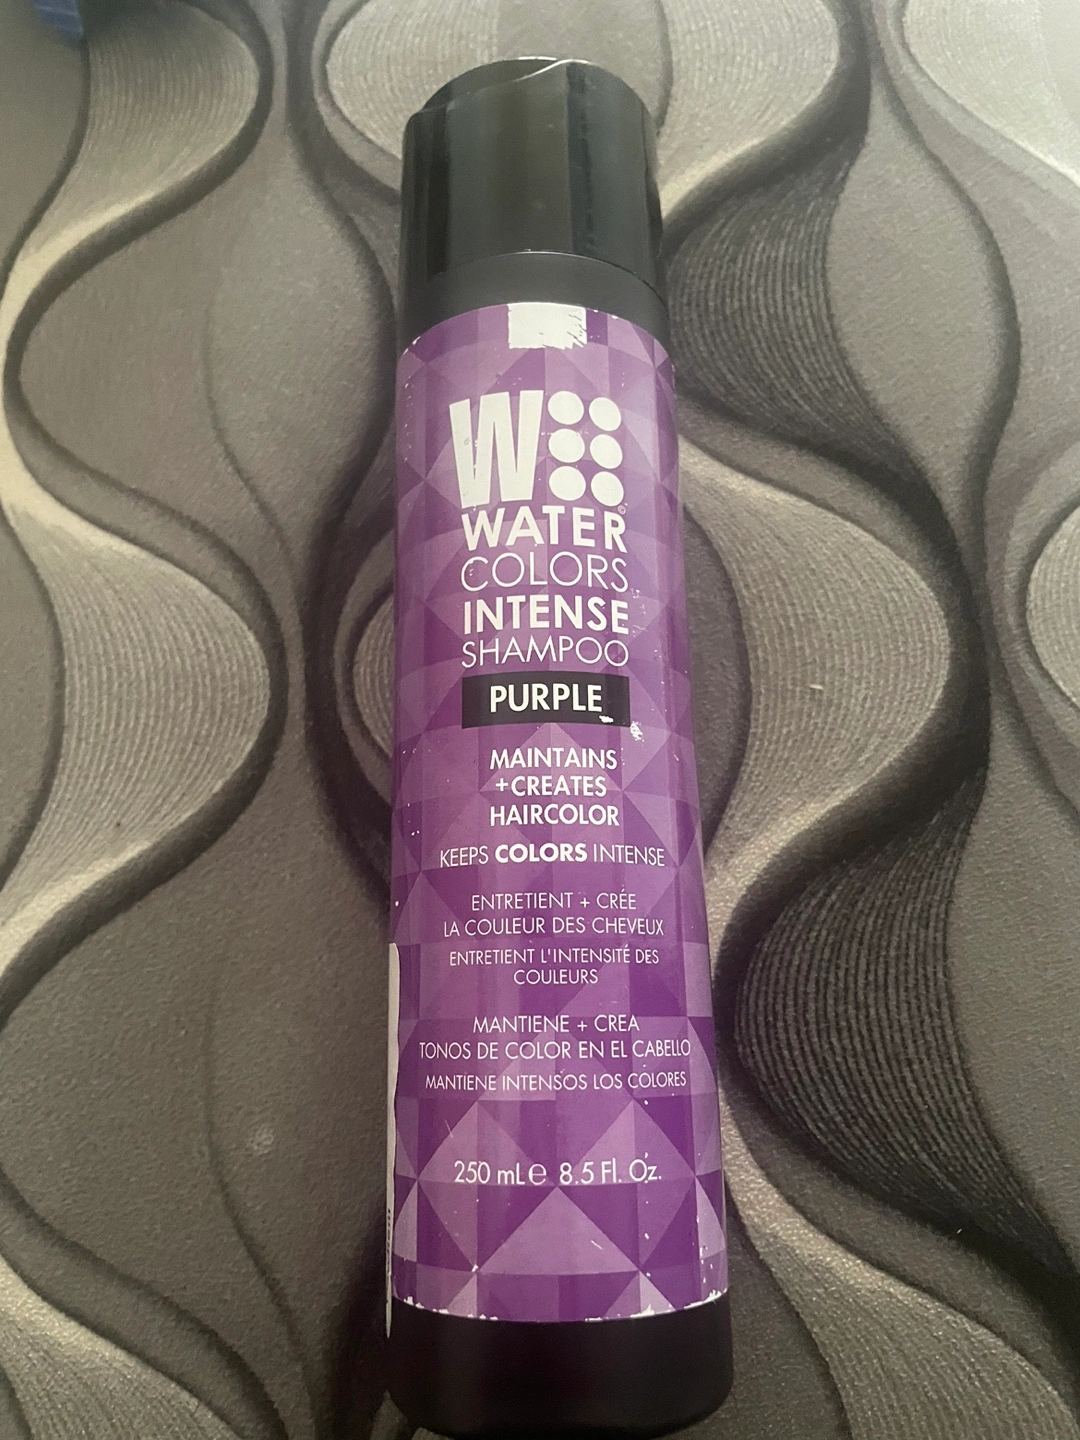 W
©
WATER
COLORS
INTENSE
SHAMPOO
PURPLE
MAINTAINS
+CREATES
HAIRCOLOR
KEEPS COLORS INTENSE
ENTRETIENT + CRÉE
LA COULEUR DES CHEVEUX
ENTRETIENT L'INTENSITÉ DES
COULEURS
MANTIENE + CREA
TONOS DE COLOR EN EL CABELLO
MANTIENE INTENSOS LOS COLORES
250 mL ℮ 8.5 Fl. Oz.